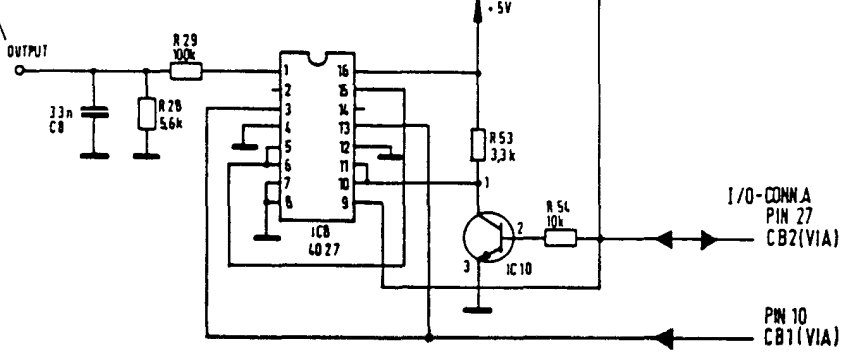 +5V
OUTPUT
R29
100k
33n
C8
R28
5,6k
1
2
3
4
5
6
7
8
16
15
14
13
12
11
10
9
IC8
4027
R53
3,3k
1
R54
10k
2
3
IC10
I/O-CONN.A
PIN 27
CB2(VIA)
PIN 10
CB1(VIA)